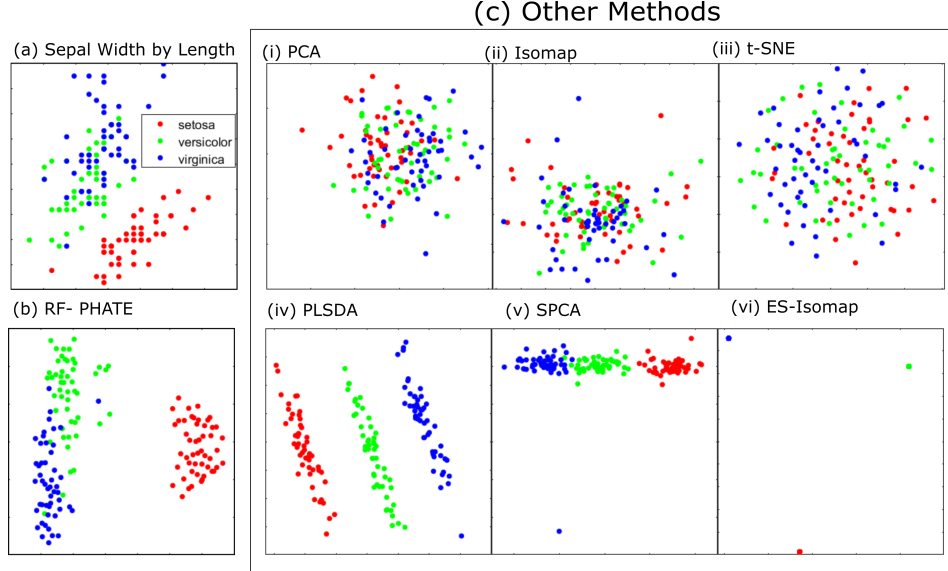 (c) Other Methods
(a) Sepal Width by Length
(i) PCA
(ii) Isomap
(iii) t-SNE
setosa
versicolor
virginica
(b) RF- PHATE
(iv) PLSDA
(v) SPCA
(vi) ES-Isomap